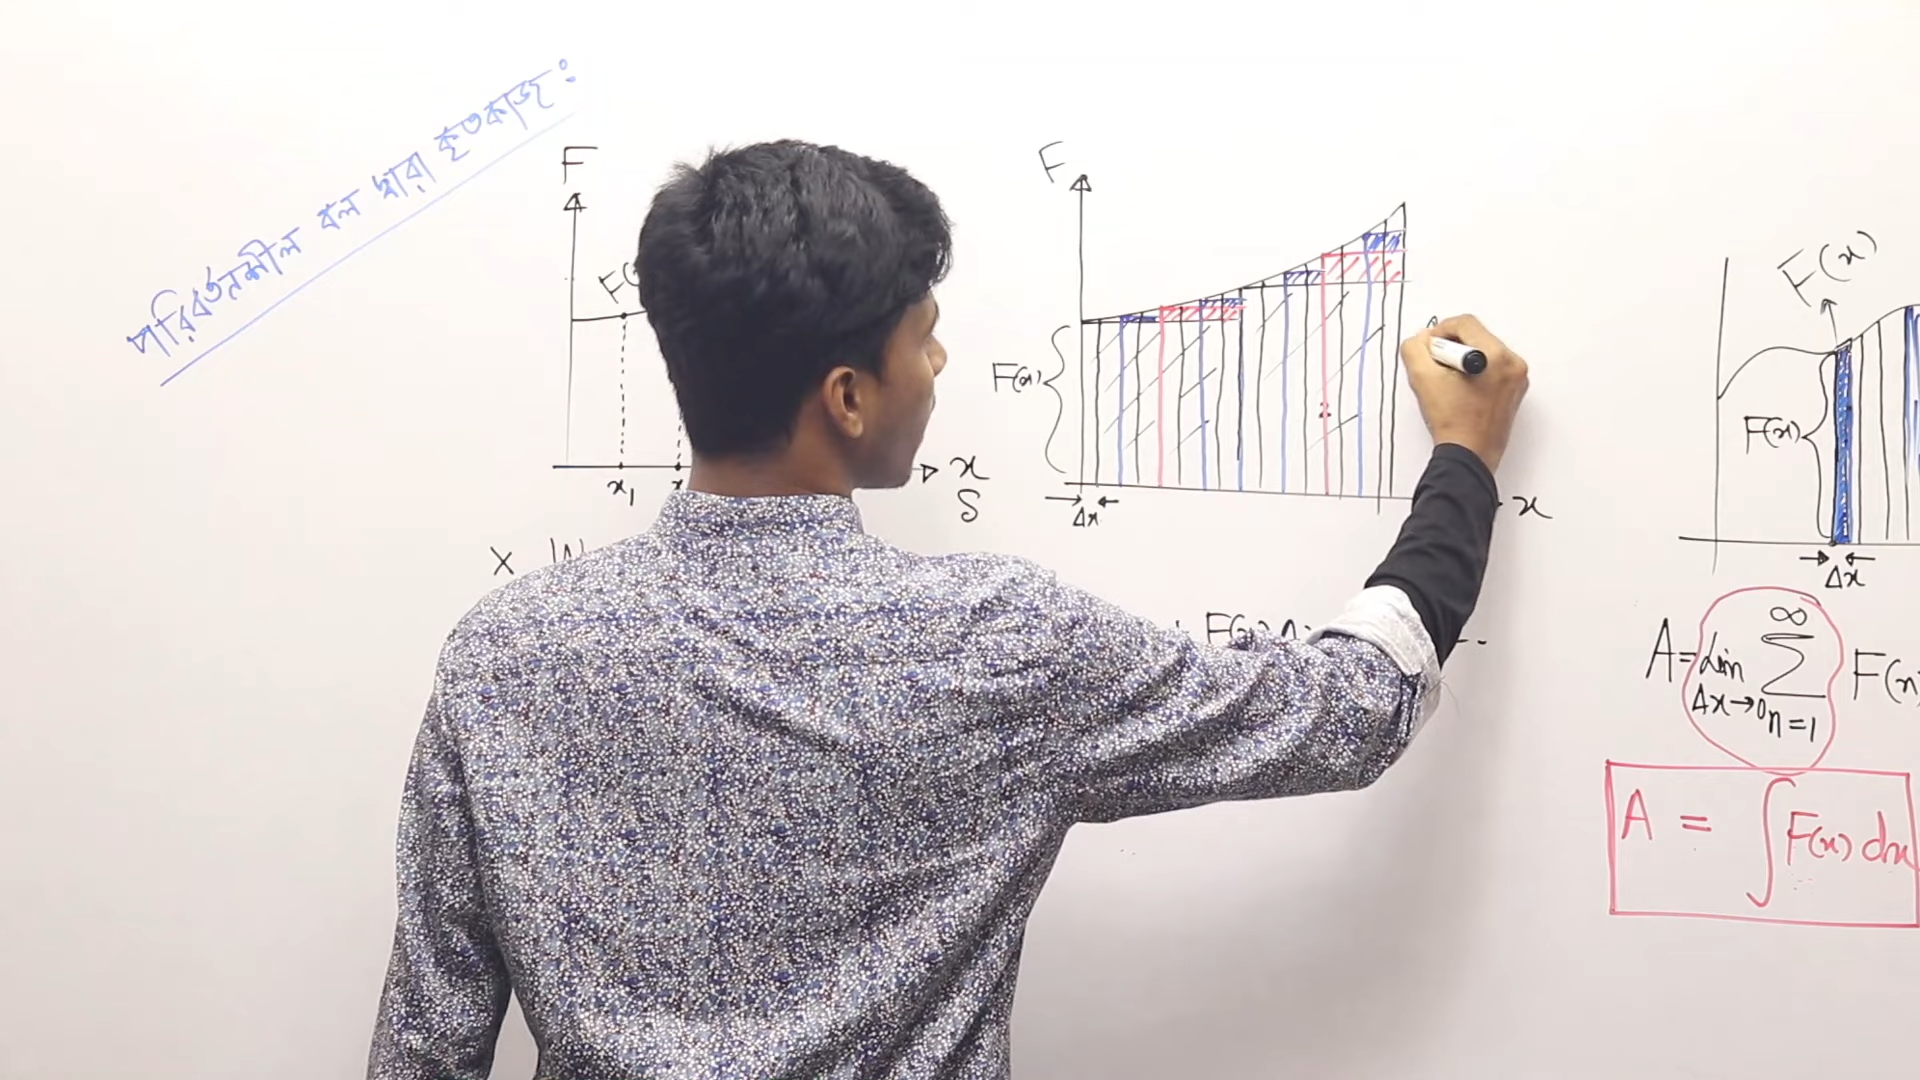 পরিবর্তনশীল বল দ্বারা কৃতকাজ :
F
x₁
x
S
F
F(x)
Δx
x
F(x)
F(x)
Δx
A = Lim Δx→0 ∞ Σ n=1
A = ∫ F(x) dx